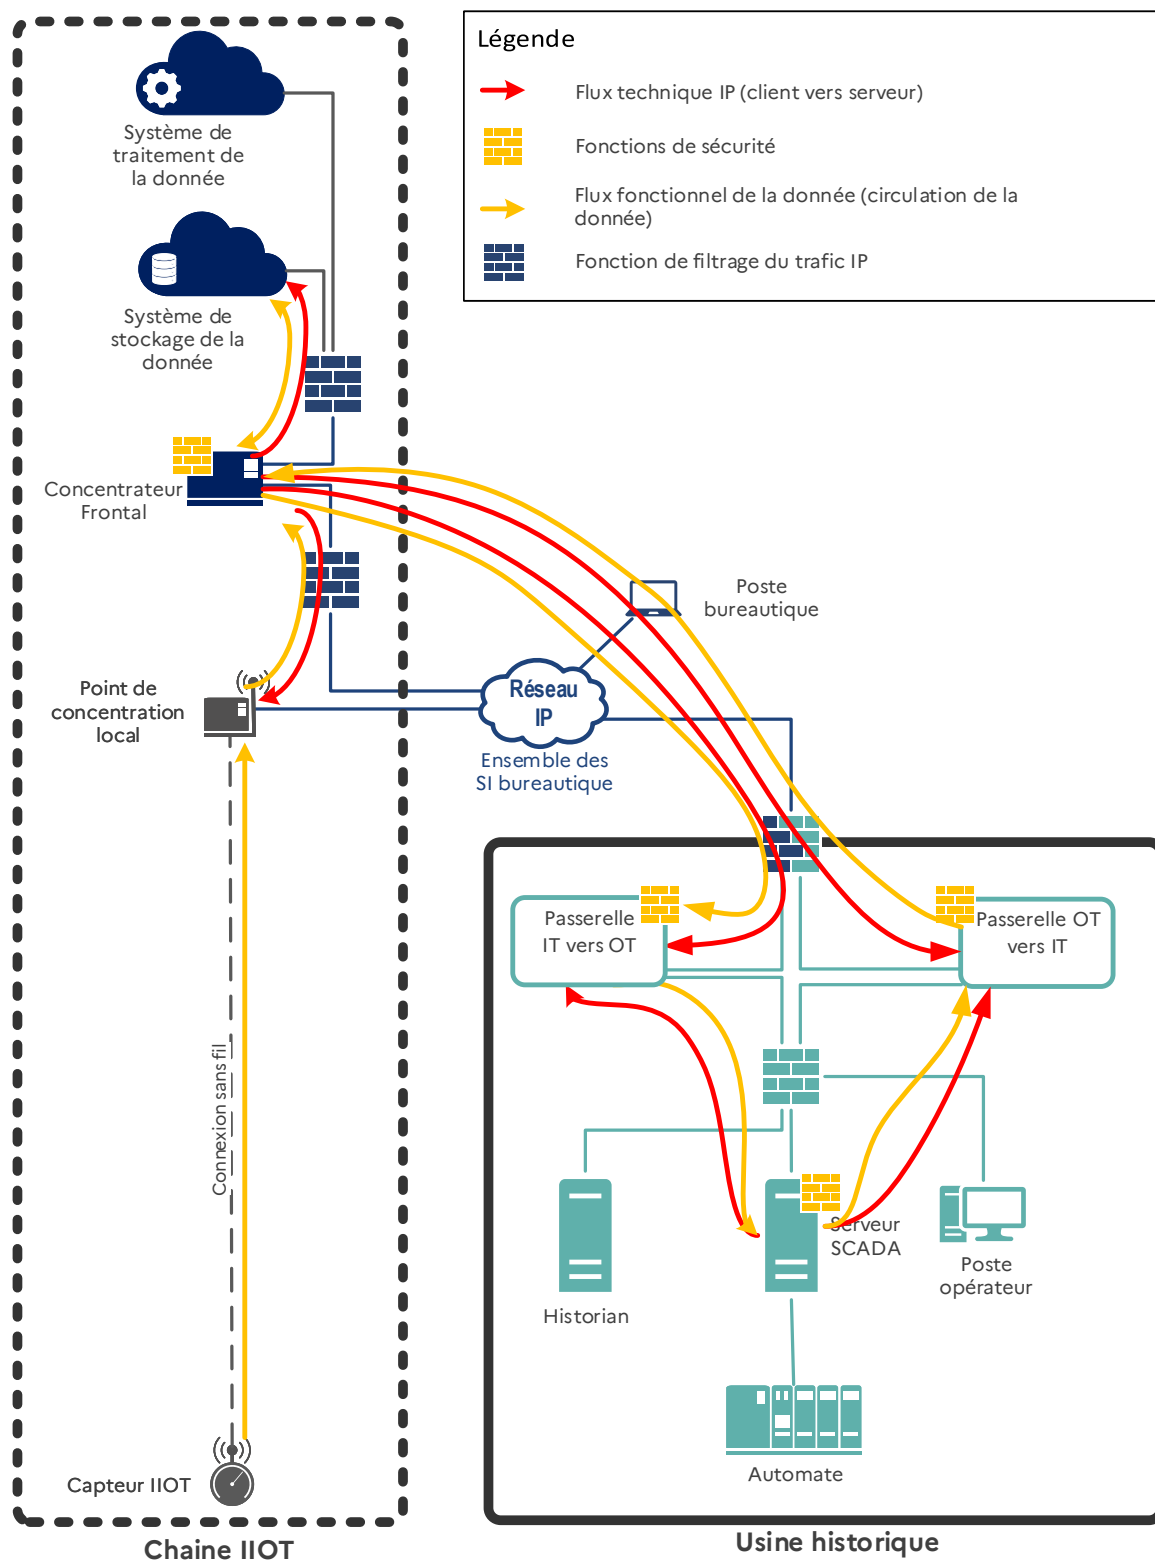 Légende
Flux technique IP (client vers serveur)
Fonctions de sécurité
Flux fonctionnel de la donnée (circulation de la
donnée)
Fonction de filtrage du trafic IP
Système de
traitement de
la donnée
Système de
stockage de la
donnée
Concentrateur
Frontal
Poste
bureautique
Point de
concentration
local
Réseau
IP
Ensemble des
SI bureautique
Passerelle
IT vers OT
Passerelle OT
vers IT
Connexion sans fil
Serveur
SCADA
Poste
opérateur
Historian
Automate
Capteur IIOT
Chaine IIOT
Usine historique